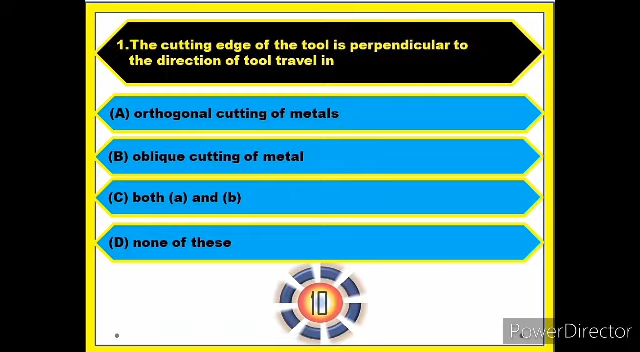 1.The cutting edge of the tool is perpendicular to
the direction of tool travel in
(A) orthogonal cutting of metals
(B) oblique cutting of metal
(C) both (a) and (b)
(D) none of these
10
PowerDirector